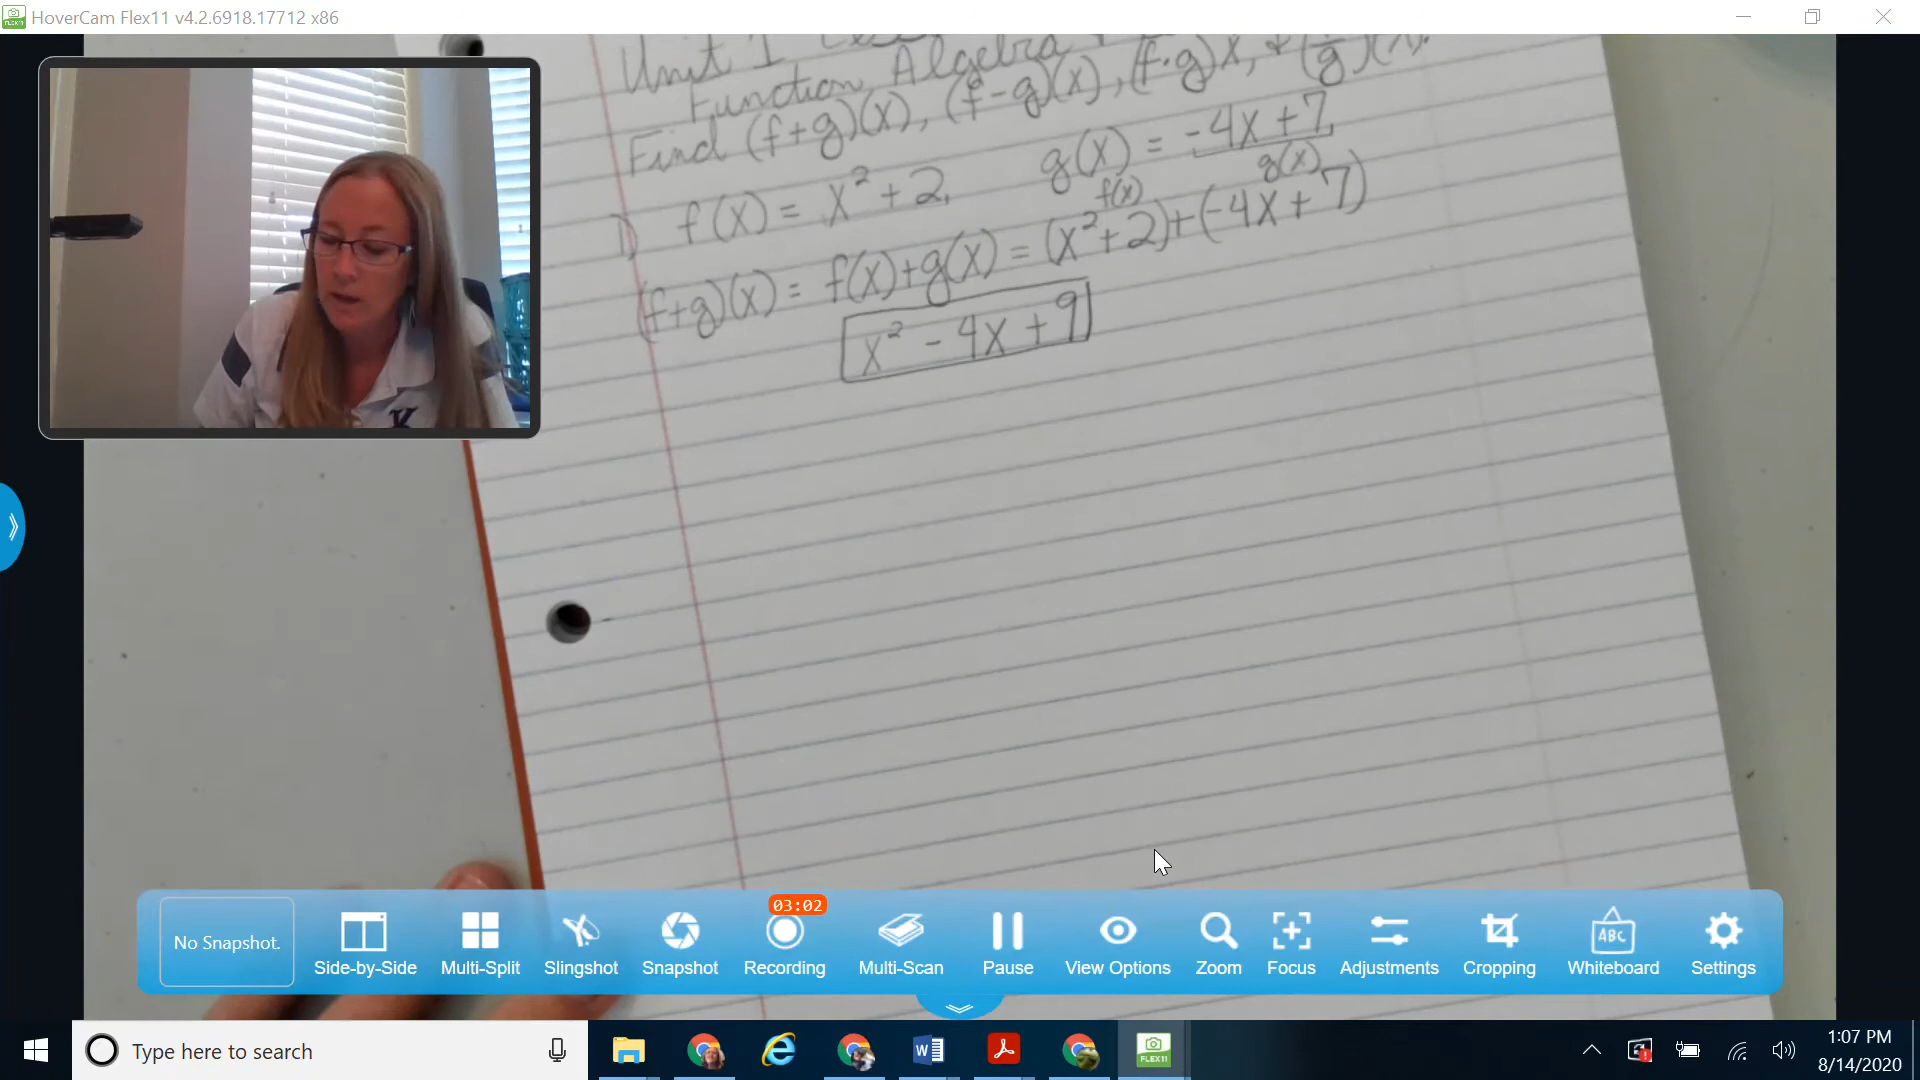 HoverCam Flex11 v4.2.6918.17712 x86
Unit 1
Function Algebra
Find (f+g)(x), (f-g)(x), (f·g)x, + (f/g)(x).
1) f(x) = x² + 2, g(x) = -4x + 7,
f(x) g(x)
(f+g)(x) = f(x)+g(x) = (x²+2)+(-4x+7)
x² - 4x + 9
K
03:02
No Snapshot. Side-by-Side Multi-Split Slingshot Snapshot Recording Multi-Scan Pause View Options Zoom Focus Adjustments Cropping ABC Whiteboard Settings
Type here to search
FLEX11
1:07 PM
8/14/2020